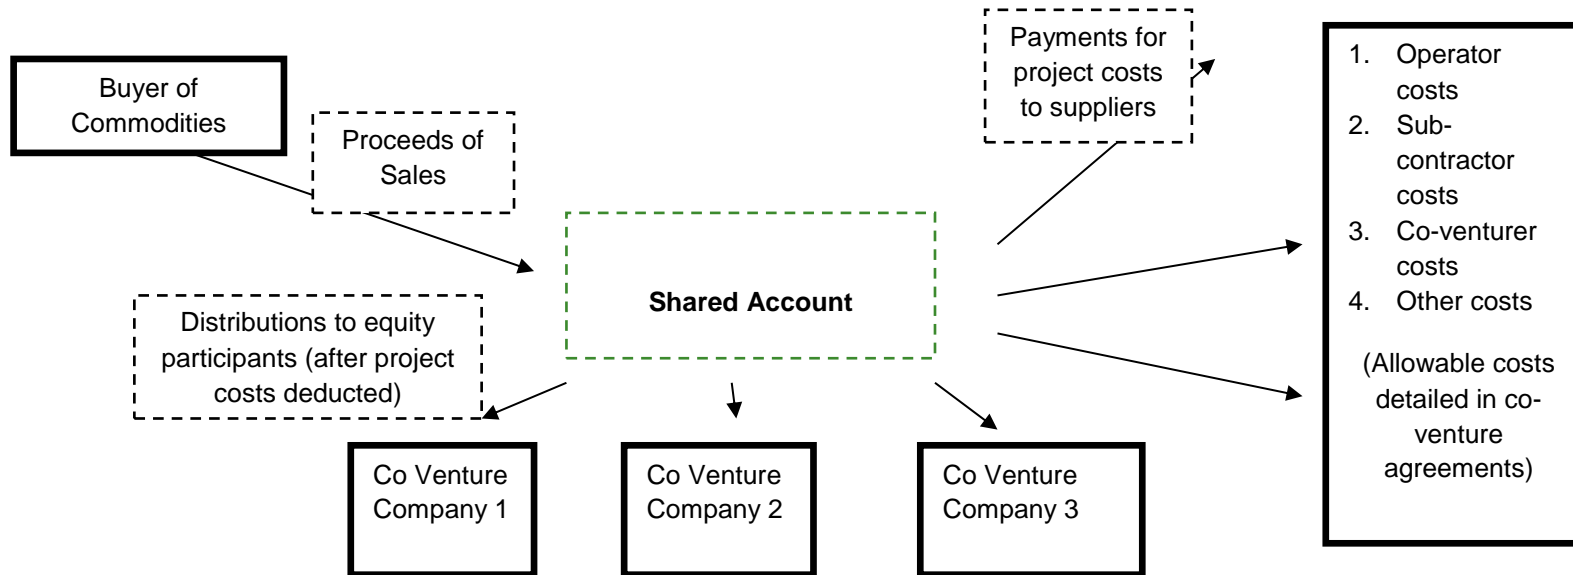 Buyer of
Commodities
Proceeds of
Sales
Payments for
project costs
to suppliers
1. Operator
costs
2. Sub-
contractor
costs
3. Co-venturer
costs
4. Other costs
(Allowable costs
detailed in co-
venture
agreements)
Shared Account
Distributions to equity
participants (after project
costs deducted)
Co Venture
Company 1
Co Venture
Company 2
Co Venture
Company 3